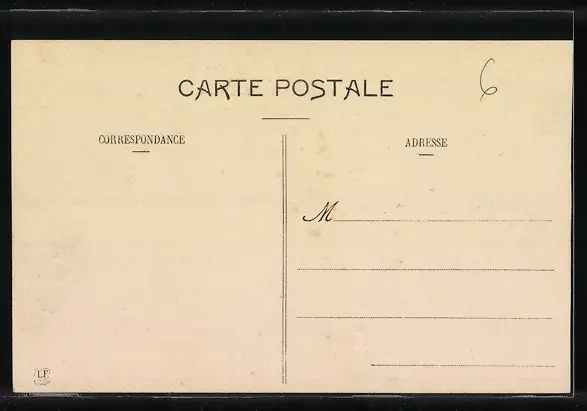 CARTE POSTALE
6
CORRESPONDANCE
ADRESSE
M
LF